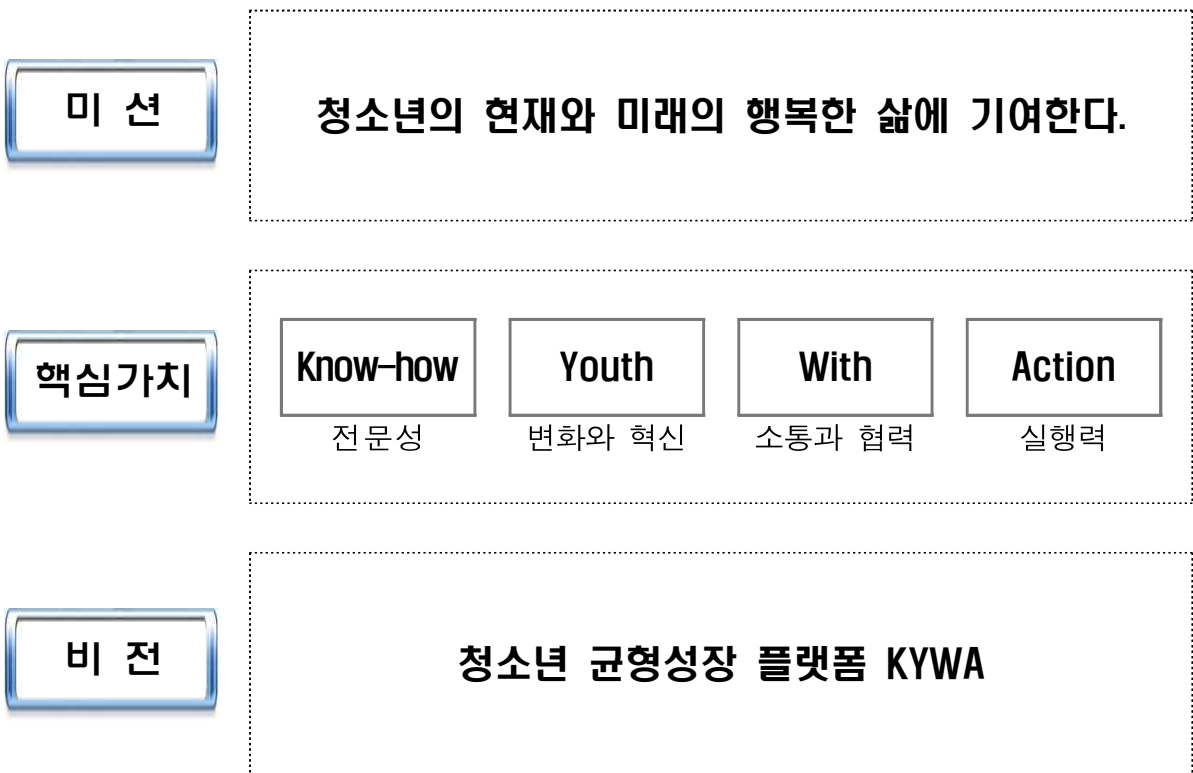 미 션
청소년의 현재와 미래의 행복한 삶에 기여한다.
핵심가치
Know-how
Youth
With
Action
전문성
변화와 혁신
소통과 협력
실행력
비 전
청소년 균형성장 플랫폼 KYWA